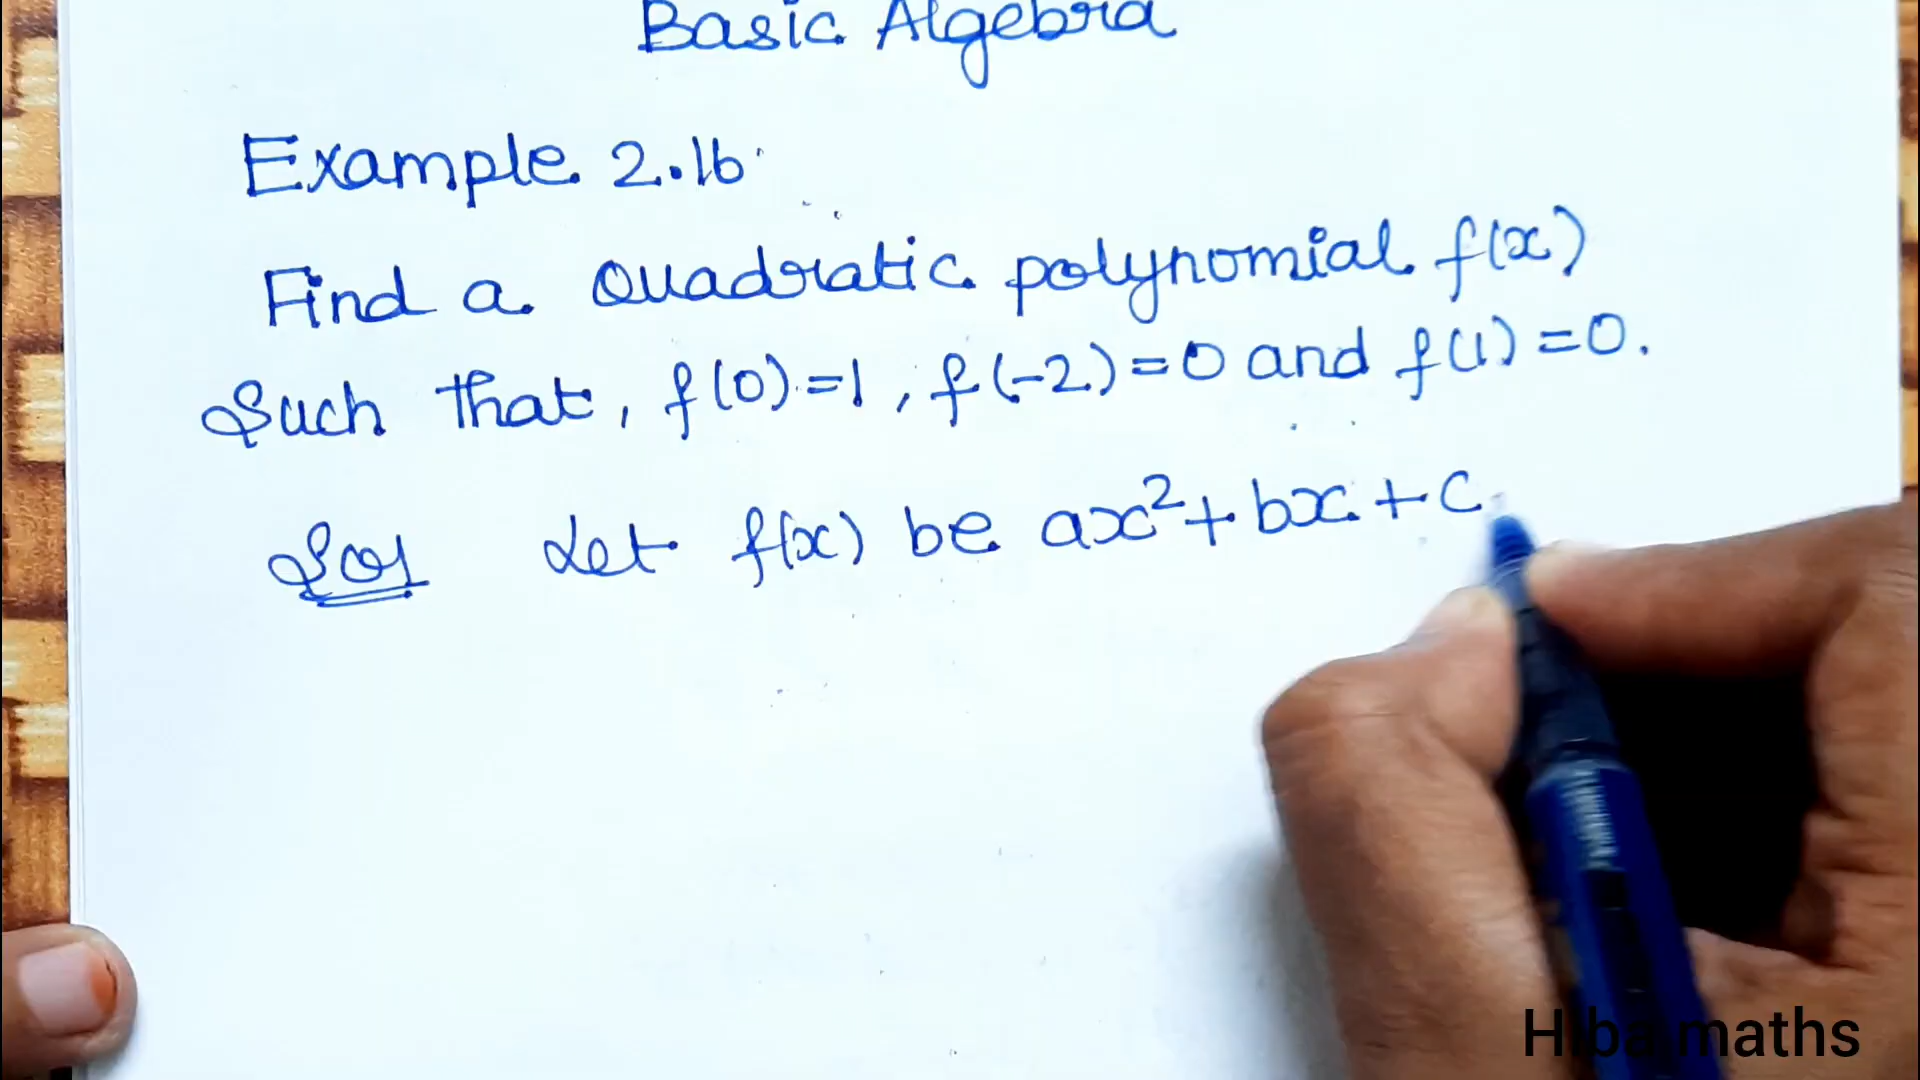 Basic Algebra
Example 2.16
Find a Quadratic polynomial f(x)
Such that, f(0)=1, f(-2)=0 and f(1)=0.
Sol Let f(x) be ax²+bx+c
Hiba maths